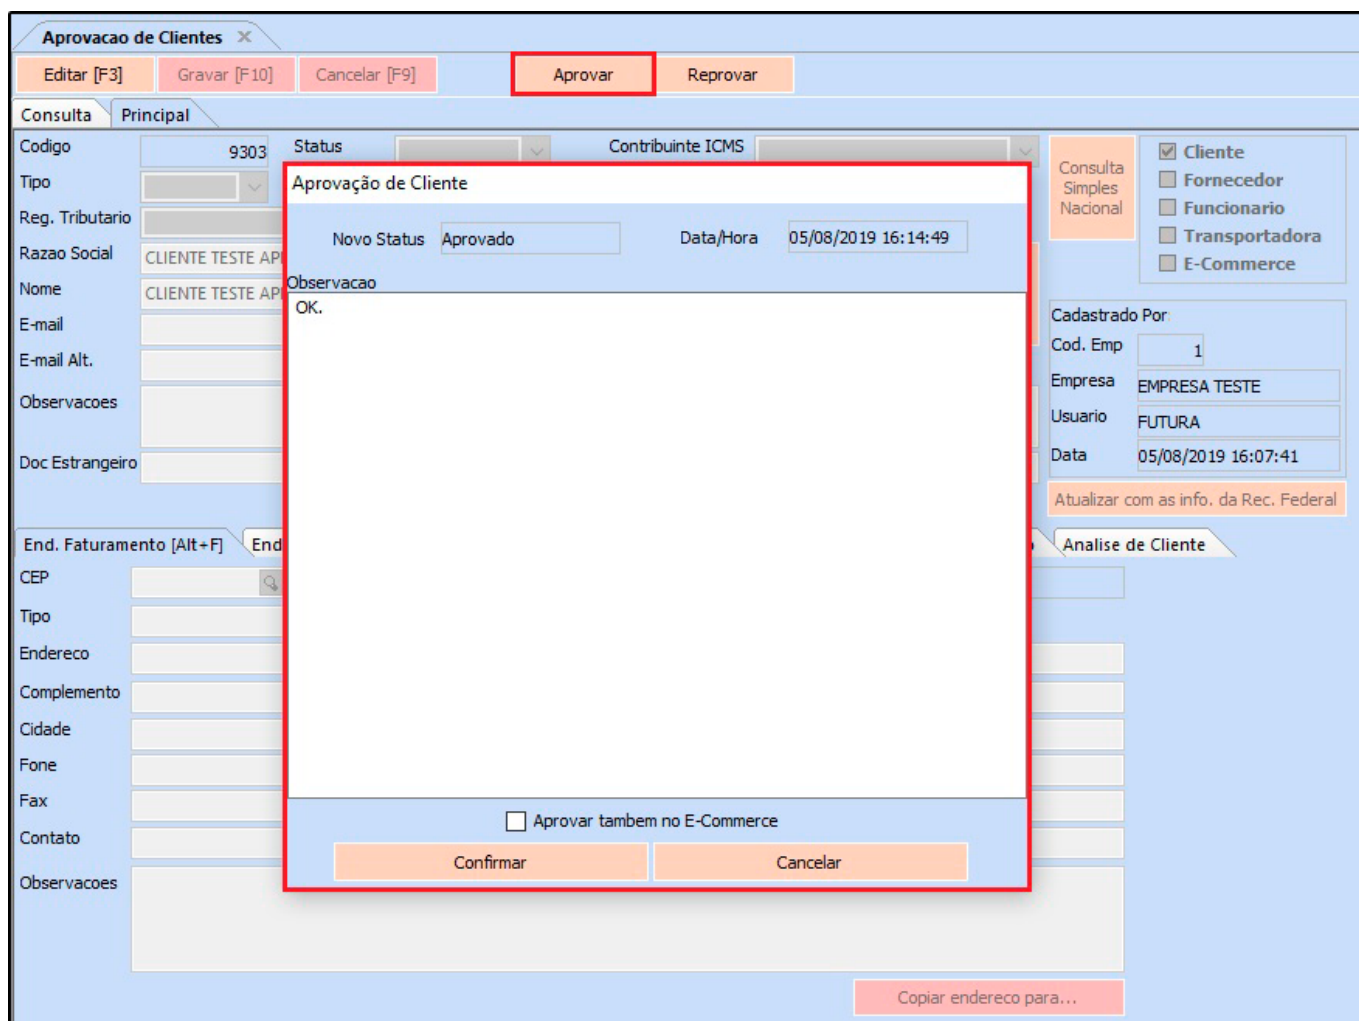 Aprovacao de Clientes
Editar [F3] Gravar [F10] Cancelar [F9] Aprovar Reprovar
Consulta Principal
Codigo 9303 Status Contribuinte ICMS
Tipo
Reg. Tributario
Razao Social CLIENTE TESTE
Nome CLIENTE TESTE
E-mail
E-mail Alt.
Observacoes
Doc Estrangeiro
Consulta
Simples
Nacional
Cliente
Fornecedor
Funcionario
Transportadora
E-Commerce
Cadastrado Por
Cod. Emp 1
Empresa EMPRESA TESTE
Usuario FUTURA
Data 05/08/2019 16:07:41
Atualizar com as info. da Rec. Federal
Aprovação de Cliente
Novo Status Aprovado Data/Hora 05/08/2019 16:14:49
Observacao
OK.
Aprovar tambem no E-Commerce
Confirmar Cancelar
End. Faturamento [Alt+F] End Analise de Cliente
CEP
Tipo
Endereco
Complemento
Cidade
Fone
Fax
Contato
Observacoes
Copiar endereco para...